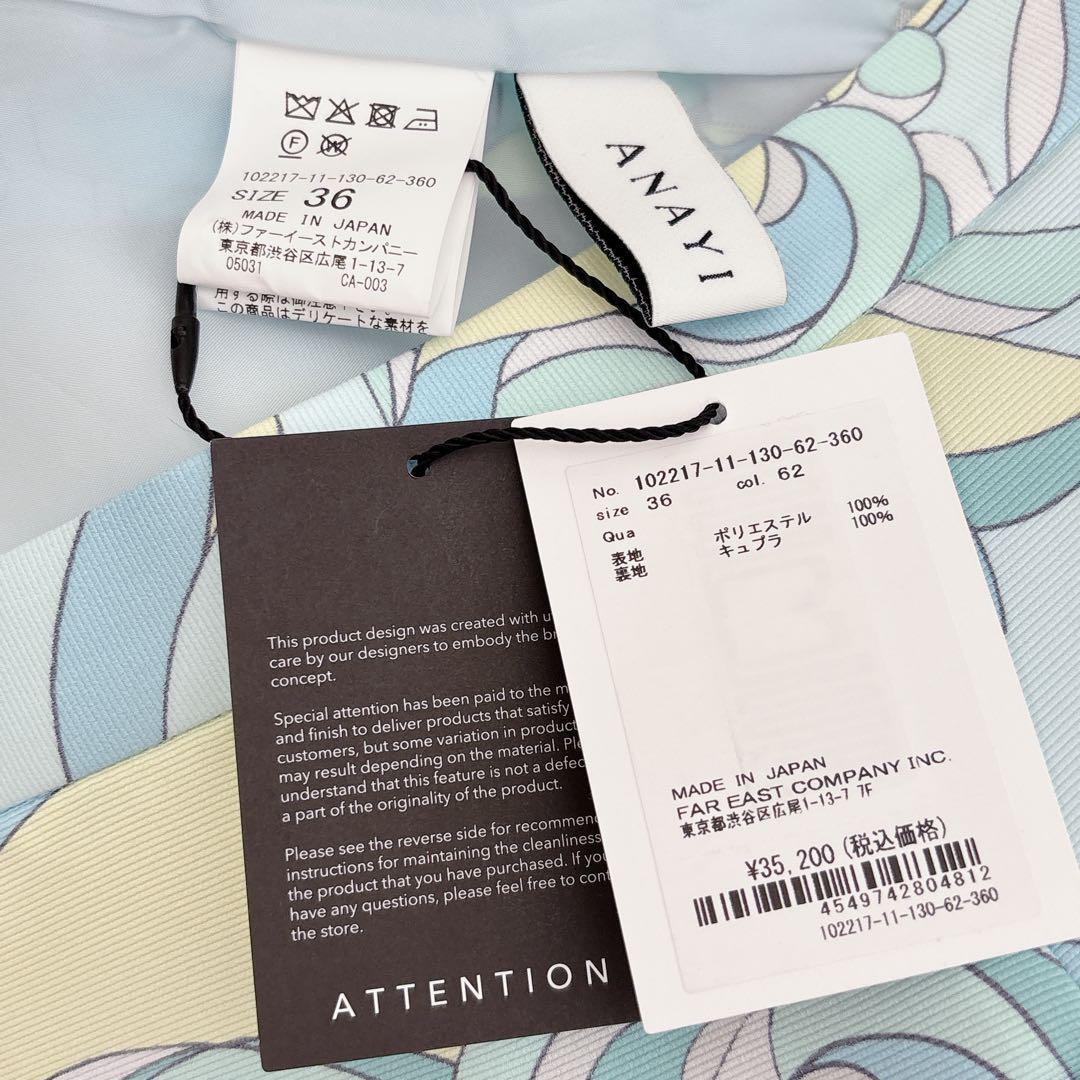 102217-11-130-62-360
SIZE 36
MADE IN JAPAN
(株)ファーイーストカンパニー
東京都渋谷区広尾1-13-7
05031 CA-003
用する際は御注意
この商品はデリケートな素材を
ANAYI
This product design was created with
care by our designers to embody the
concept.
Special attention has been paid to the
and finish to deliver products that satisfy
customers, but some variation in product
may result depending on the material.
understand that this feature is not a
a part of the originality of the product.
Please see the reverse side for
instructions for maintaining the cleanliness
the product that you have purchased. If
have any questions, please feel free to
the store.
ATTENTION
No. 102217-11-130-62-360
size 36 col. 62
Qua
表地 ポリエステル 100%
裏地 キュプラ 100%
MADE IN JAPAN
FAR EAST COMPANY INC.
東京都渋谷区広尾1-13-7 7F
¥35,200(税込価格)
4549742804812
102217-11-130-62-360